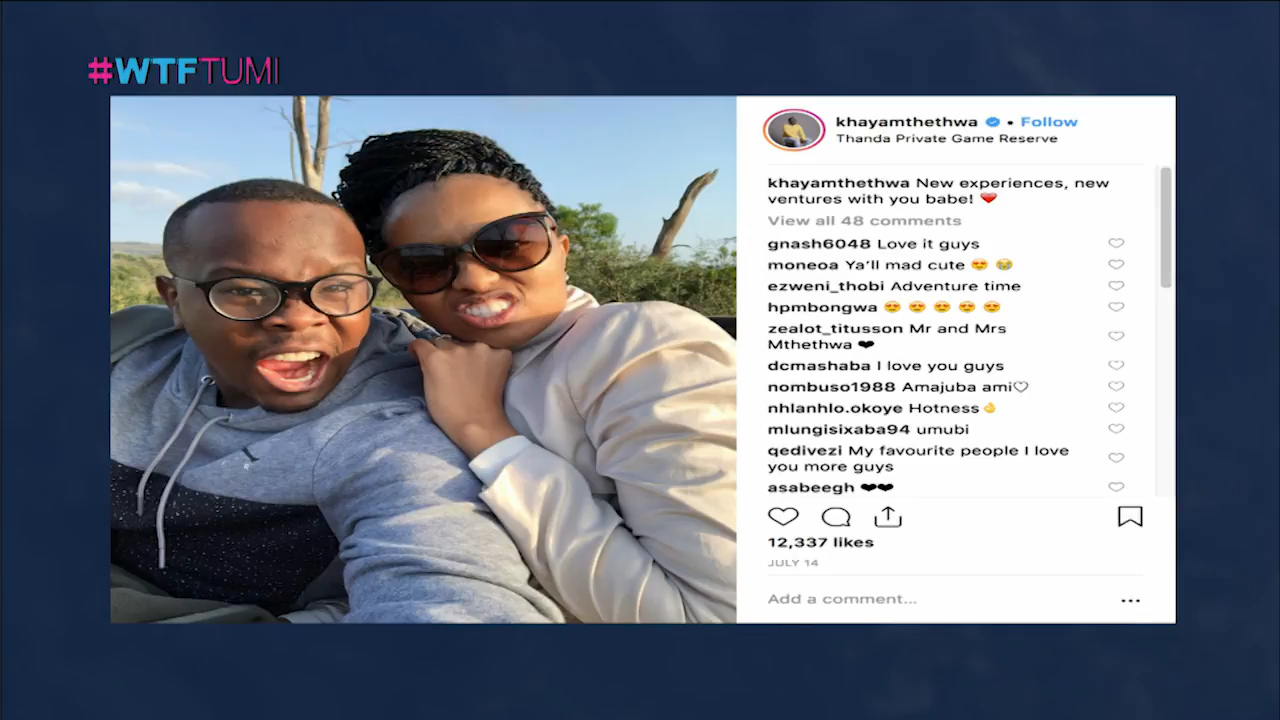 #WTFTUMI
khayamthethwa • Follow
Thanda Private Game Reserve
khayamthethwa New experiences, new
ventures with you babe! ❤️
View all 48 comments
gnash6048 Love it guys
moneoa Ya'll mad cute 😍 😭
ezweni_thobi Adventure time
hpmbongwa 😍 😍 😍 😍 😍
zealot_titusson Mr and Mrs
Mthethwa ❤
dcmashaba I love you guys
nombuso1988 Amajuba ami♡
nhlanhlo.okoye Hotness👌
mlungisixaba94 umubi
qedivezi My favourite people I love
you more guys
asabeegh ❤❤
12,337 likes
JULY 14
Add a comment...